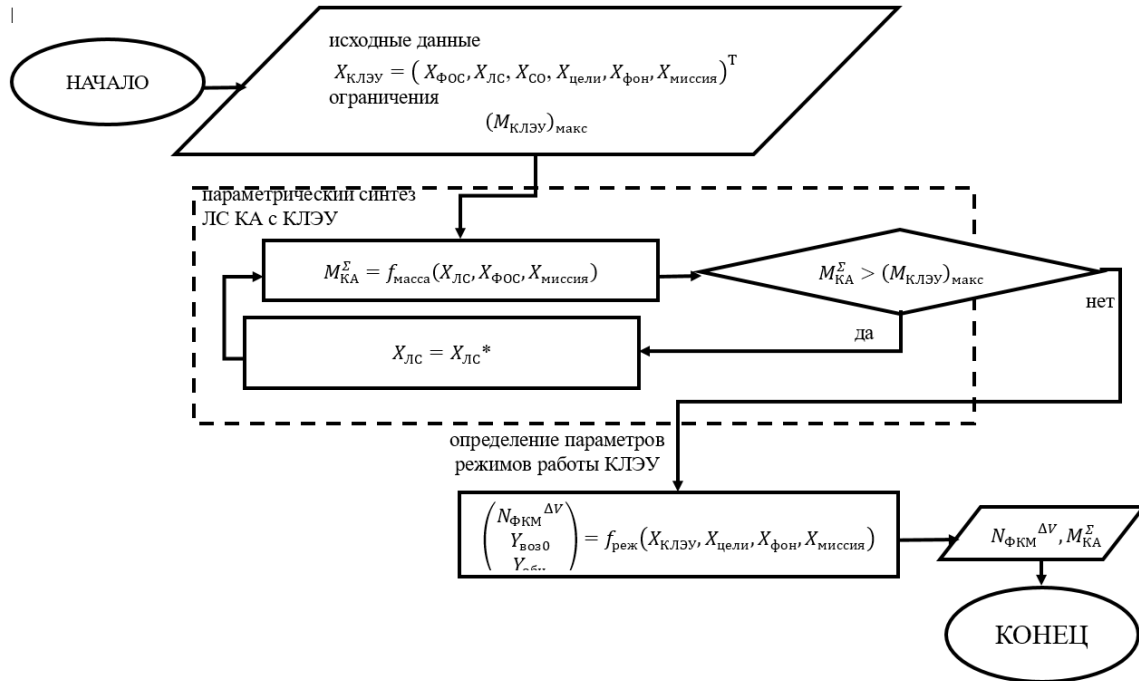 НАЧАЛО
исходные данные
X_КЛЭУ = ( X_ФОС, X_ЛС, X_СО, X_цели, X_фон, X_миссия)^Т
ограничения
(M_КЛЭУ)_макс
параметрический синтез
ЛС КА с КЛЭУ
M_КА^Σ = f_масса(X_ЛС, X_ФОС, X_миссия)
M_КА^Σ > (M_КЛЭУ)_макс
нет
да
X_ЛС = X_ЛС*
определение параметров
режимов работы КЛЭУ
N_ФКМ^ΔV
Y_воз0
= f_реж(X_КЛЭУ, X_цели, X_фон, X_миссия)
N_ФКМ^ΔV, M_КА^Σ
КОНЕЦ